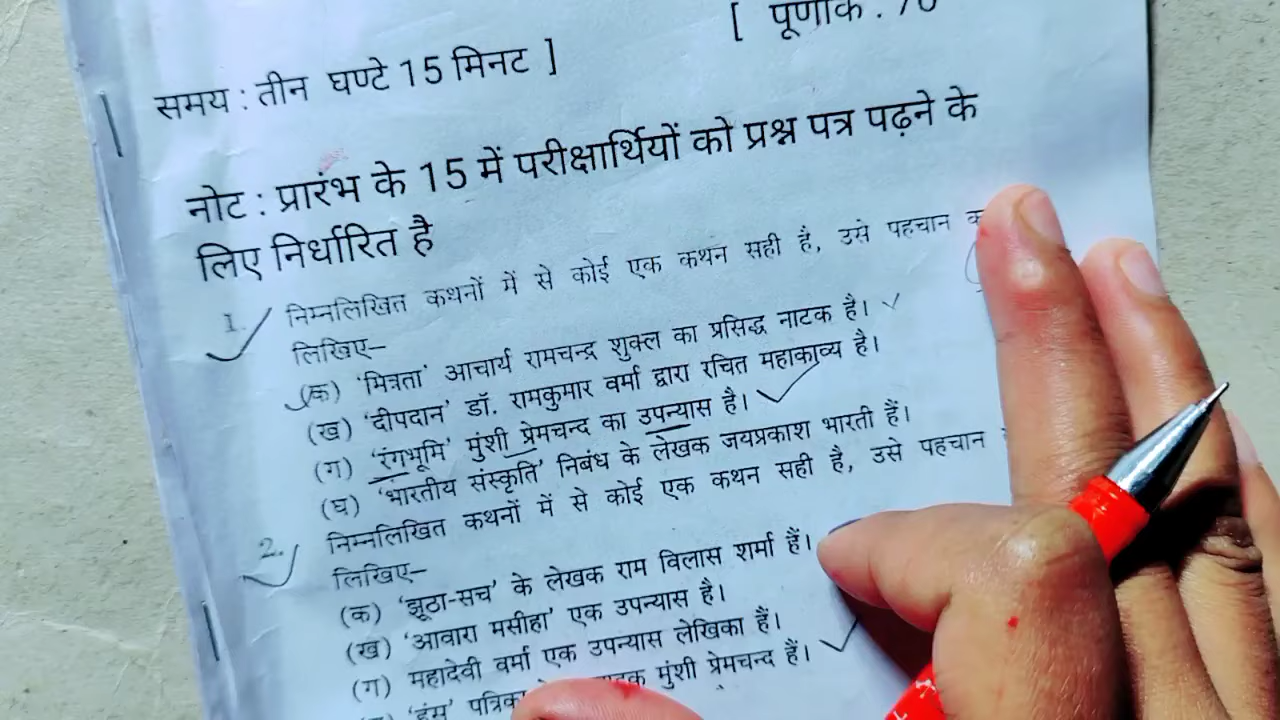 [ पूर्णांक : 70
समय : तीन घण्टे 15 मिनट ]
नोट : प्रारंभ के 15 में परीक्षार्थियों को प्रश्न पत्र पढ़ने के
लिए निर्धारित है
1. निम्नलिखित कथनों में से कोई एक कथन सही है, उसे पहचान
लिखिए–
(क) 'मित्रता' आचार्य रामचन्द्र शुक्ल का प्रसिद्ध नाटक है।
(ख) 'दीपदान' डॉ. रामकुमार वर्मा द्वारा रचित महाकाव्य है।
(ग) 'रंगभूमि' मुंशी प्रेमचन्द का उपन्यास है।
(घ) 'भारतीय संस्कृति' निबंध के लेखक जयप्रकाश भारती हैं।
2. निम्नलिखित कथनों में से कोई एक कथन सही है, उसे पहचान
लिखिए–
(क) 'झूठा-सच' के लेखक राम विलास शर्मा हैं।
(ख) 'आवारा मसीहा' एक उपन्यास है।
(ग) महादेवी वर्मा एक उपन्यास लेखिका हैं।
'हंस' पत्रिका मुंशी प्रेमचन्द हैं।